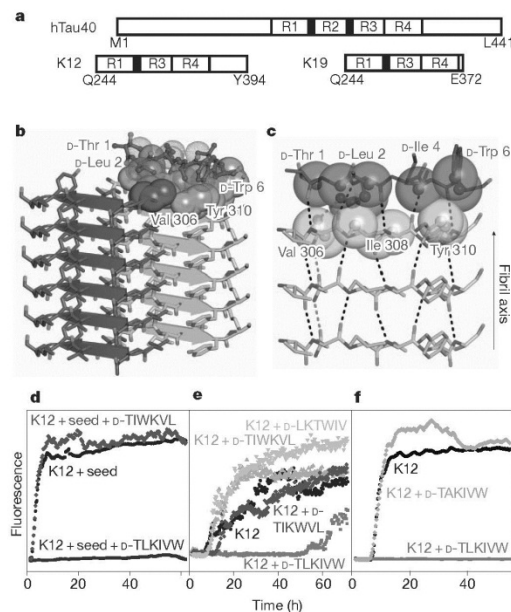 a
hTau40
R1 R2 R3 R4
M1 L441
K12 R1 R3 R4
Q244 Y394
K19 R1 R3 R4
Q244 E372
b
D-Thr 1
D-Leu 2
D-Trp 6
Val 306
Tyr 310
c
D-Thr 1 D-Leu 2 D-Ile 4 D-Trp 6
Val 306 Ile 308 Tyr 310
Fibril axis
d
K12 + seed + D-TIWKVL
K12 + seed
K12 + seed + D-TLKIVW
Fluorescence
0 20 40
e
K12 + D-LKTWIV
K12 + D-TIWKVL
K12
K12 + D-
TIKWVL
K12 + D-TLKIVW
0 20 40 60
Time (h)
f
K12
K12 + D-TAKIVW
K12 + D-TLKIVW
0 20 40
Time (h)